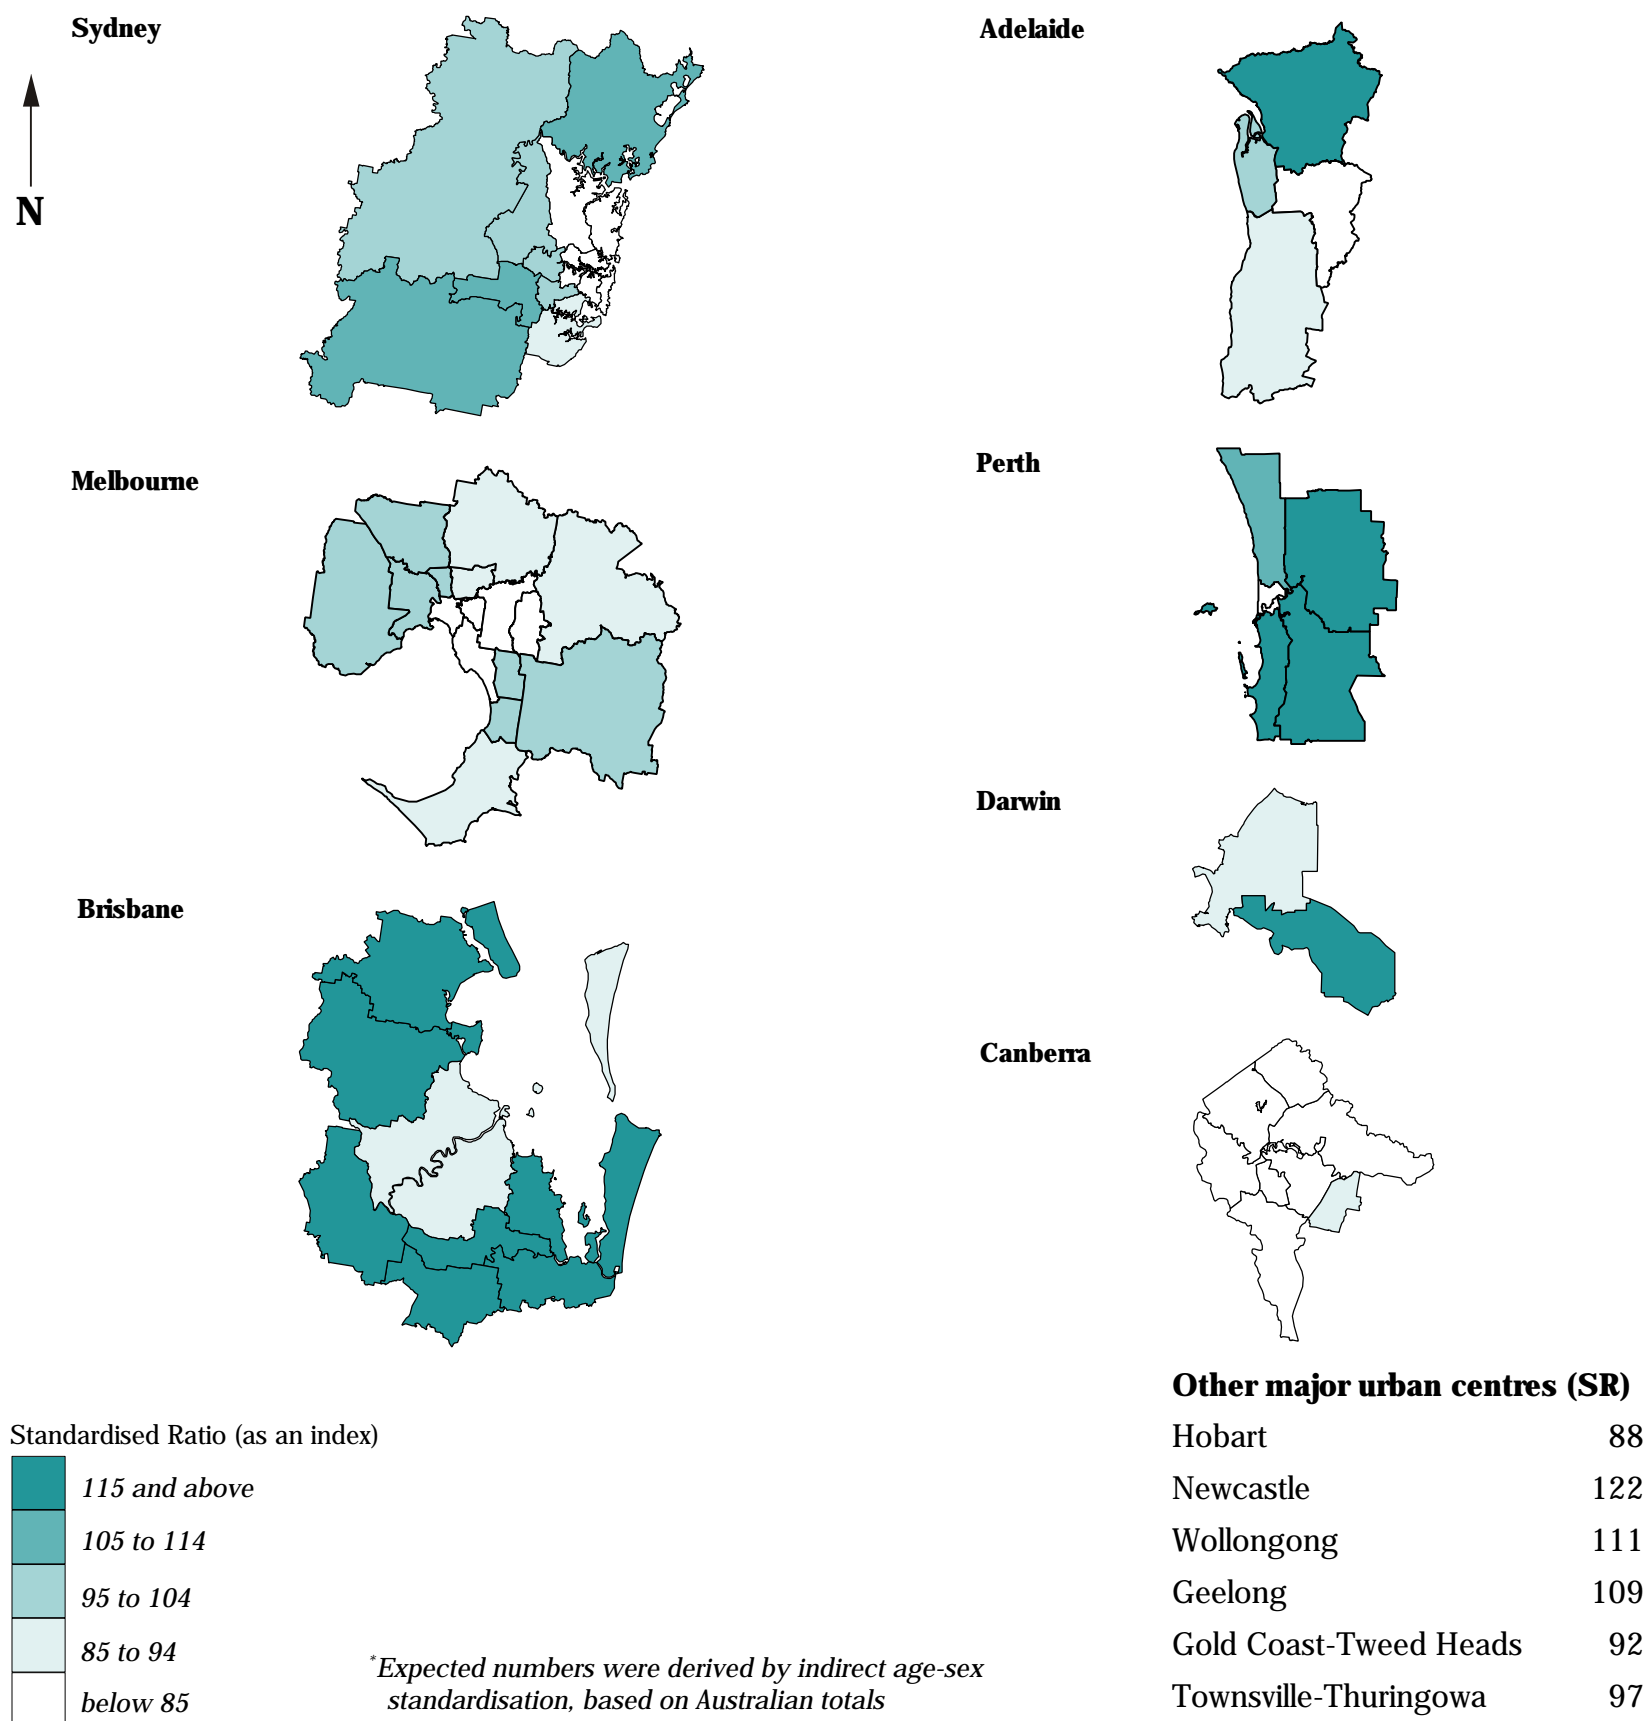 Sydney
Adelaide
N
Melbourne
Perth
Darwin
Brisbane
Canberra
Other major urban centres (SR)
Hobart 88
Newcastle 122
Wollongong 111
Geelong 109
Gold Coast-Tweed Heads 92
Townsville-Thuringowa 97
Standardised Ratio (as an index)
115 and above
105 to 114
95 to 104
85 to 94
below 85
*Expected numbers were derived by indirect age-sex
standardisation, based on Australian totals